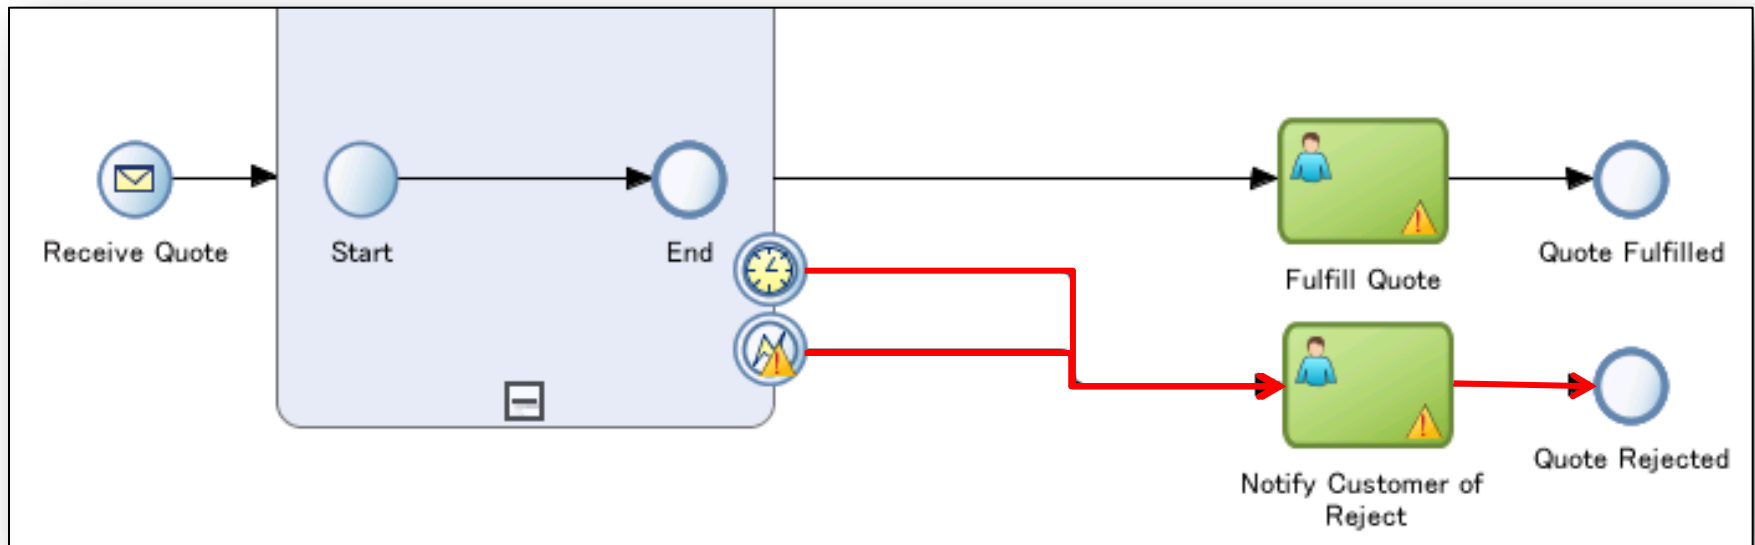 Receive Quote
Start
End
Fulfill Quote
Quote Fulfilled
Notify Customer of
Reject
Quote Rejected